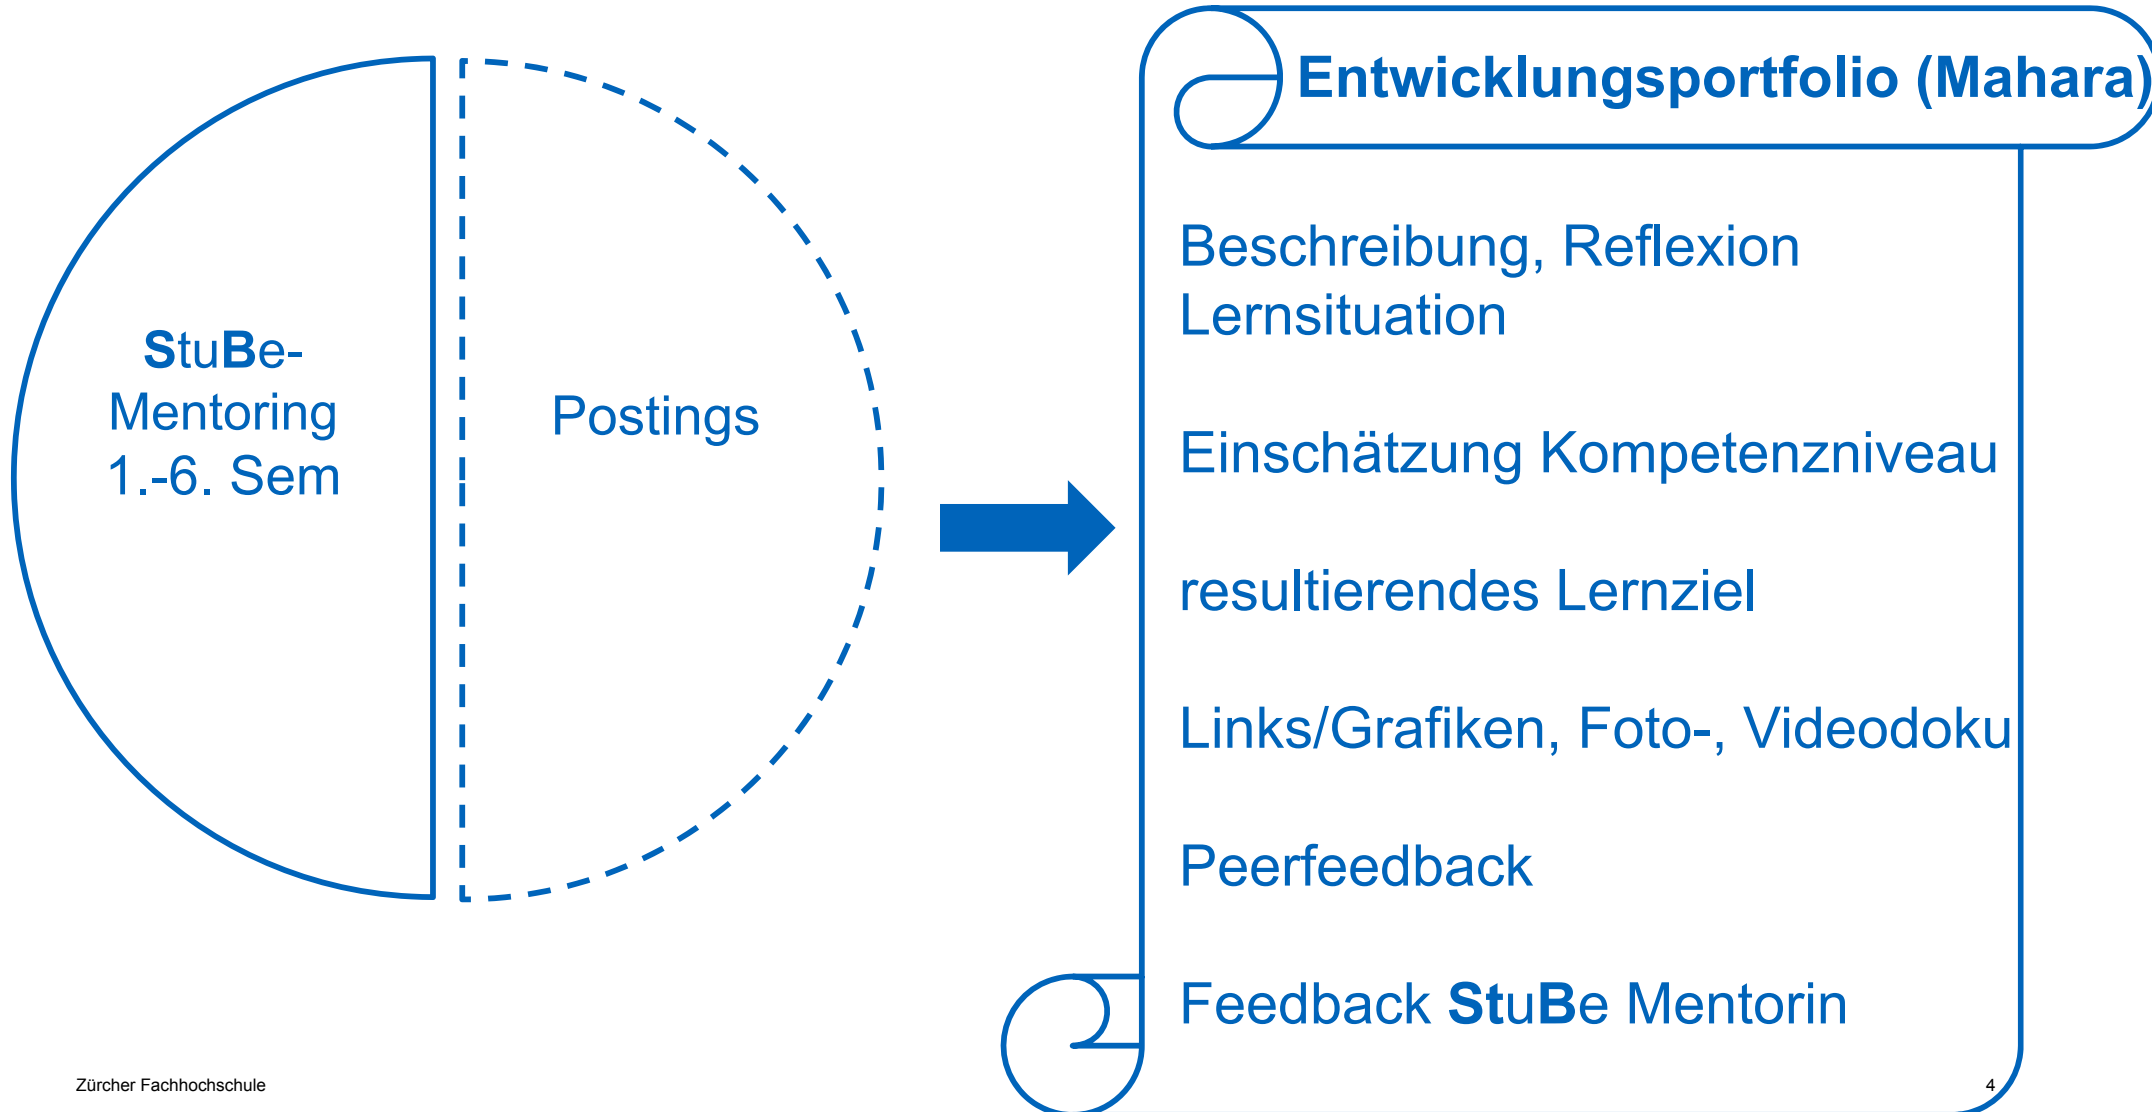 StuBe-
Mentoring
1.-6. Sem
Postings
Entwicklungsportfolio (Mahara)
Beschreibung, Reflexion
Lernsituation
Einschätzung Kompetenzniveau
resultierendes Lernziel
Links/Grafiken, Foto-, Videodoku
Peerfeedback
Feedback StuBe Mentorin
Zürcher Fachhochschule
4